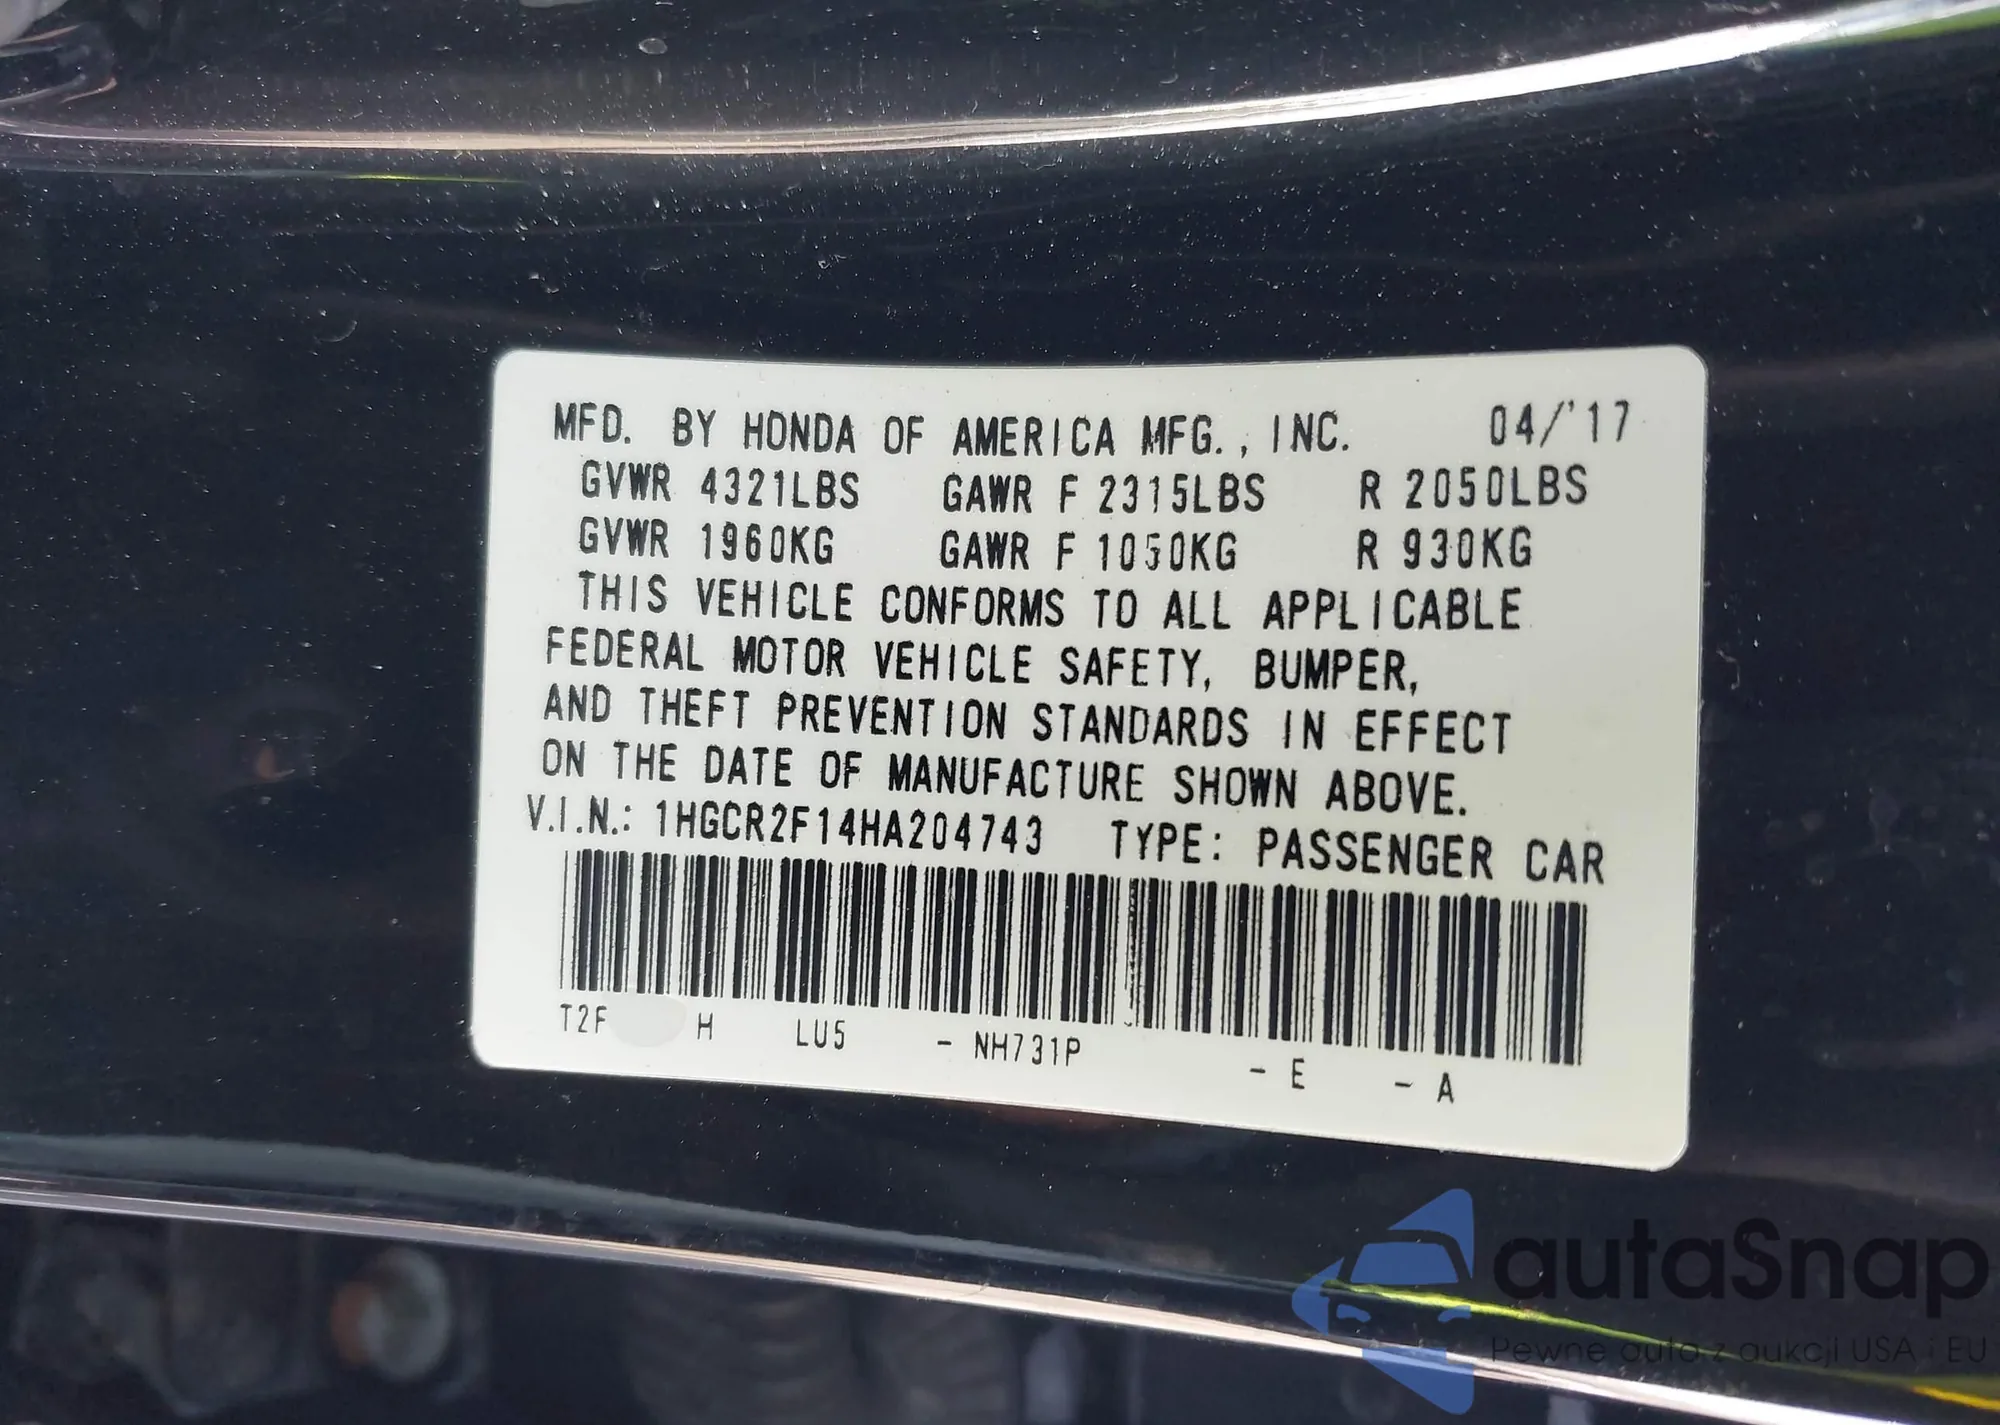 MFD. BY HONDA OF AMERICA MFG., INC. 04/'17
GVWR 4321LBS GAWR F 2315LBS R 2050LBS
GVWR 1960KG GAWR F 1050KG R 930KG
THIS VEHICLE CONFORMS TO ALL APPLICABLE
FEDERAL MOTOR VEHICLE SAFETY, BUMPER,
AND THEFT PREVENTION STANDARDS IN EFFECT
ON THE DATE OF MANUFACTURE SHOWN ABOVE.
V.I.N.: 1HGCR2F14HA204743 TYPE: PASSENGER CAR
T2F H LU5 - NH731P - E - A
autaSnap
Pewne auta z aukcji USA i EU